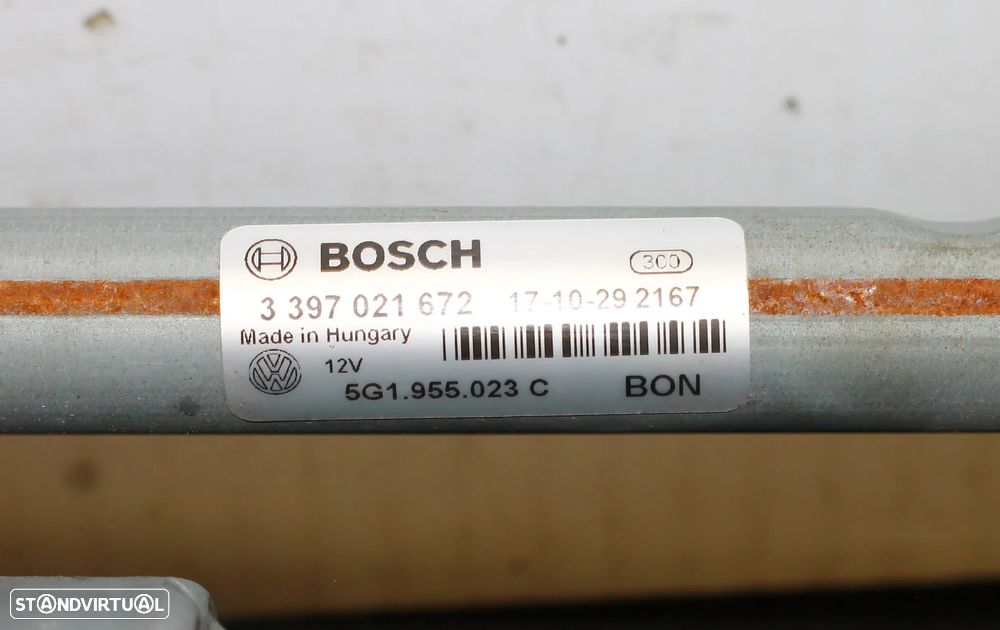 BOSCH 300
3 397 021 672 17-10-29 2167
Made in Hungary
12V
5G1.955.023 C BON
STANDVIRTUAL